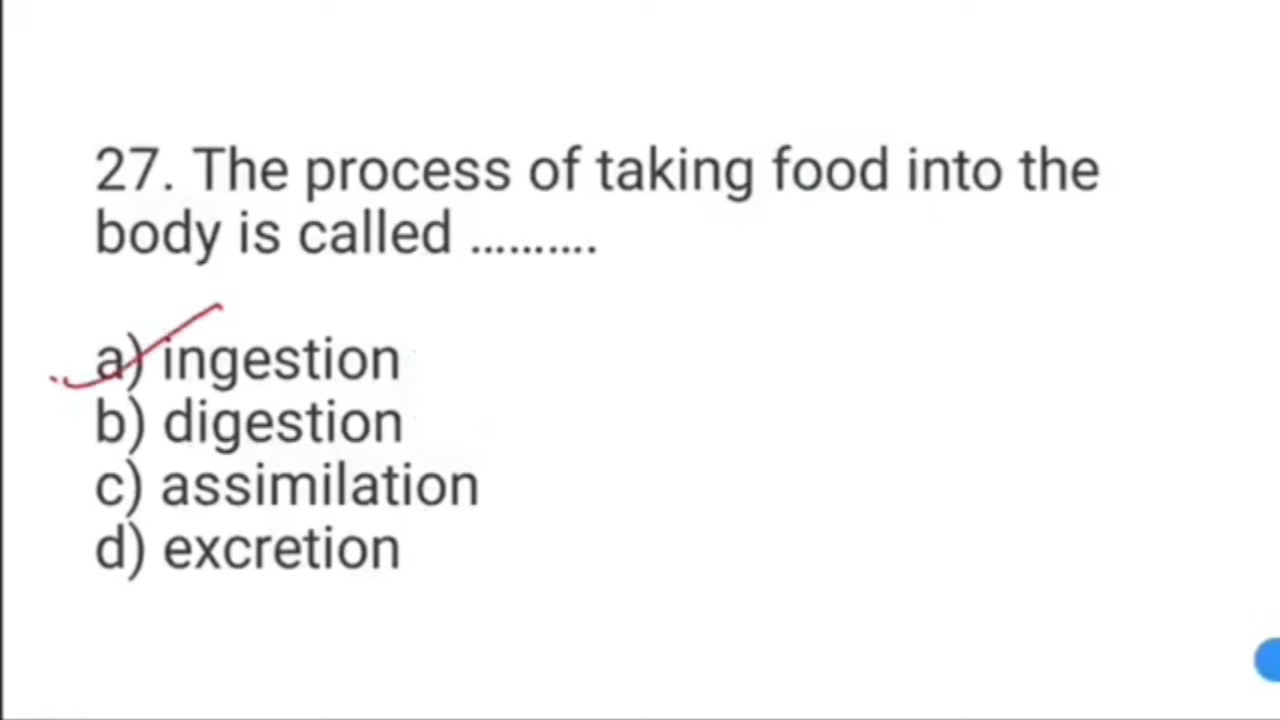 27. The process of taking food into the
body is called ..........
a) ingestion
b) digestion
c) assimilation
d) excretion